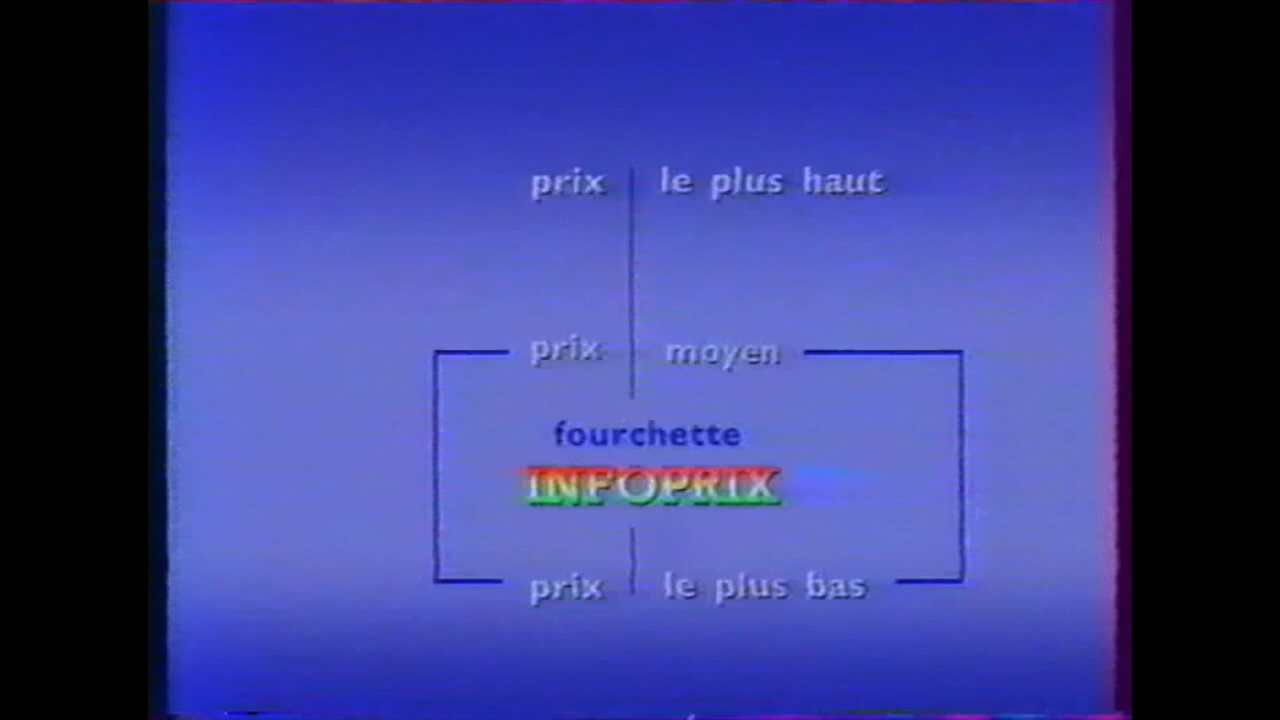 prix le plus haut
prix moyen
fourchette
INFOPRIX
prix le plus bas